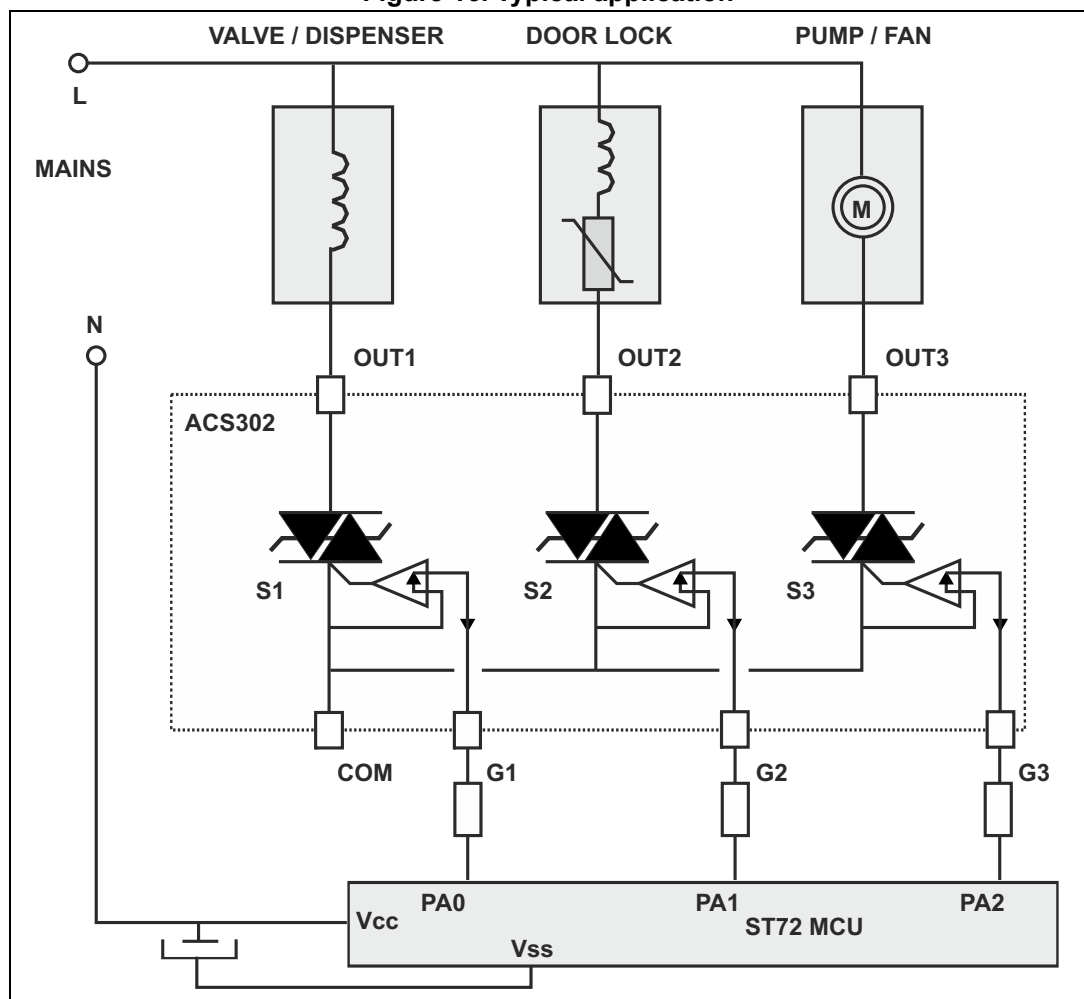 VALVE / DISPENSER DOOR LOCK PUMP / FAN
L
MAINS
M
N
OUT1 OUT2 OUT3
ACS302
S1 S2 S3
COM G1 G2 G3
PA0 PA1 PA2
Vcc ST72 MCU
Vss